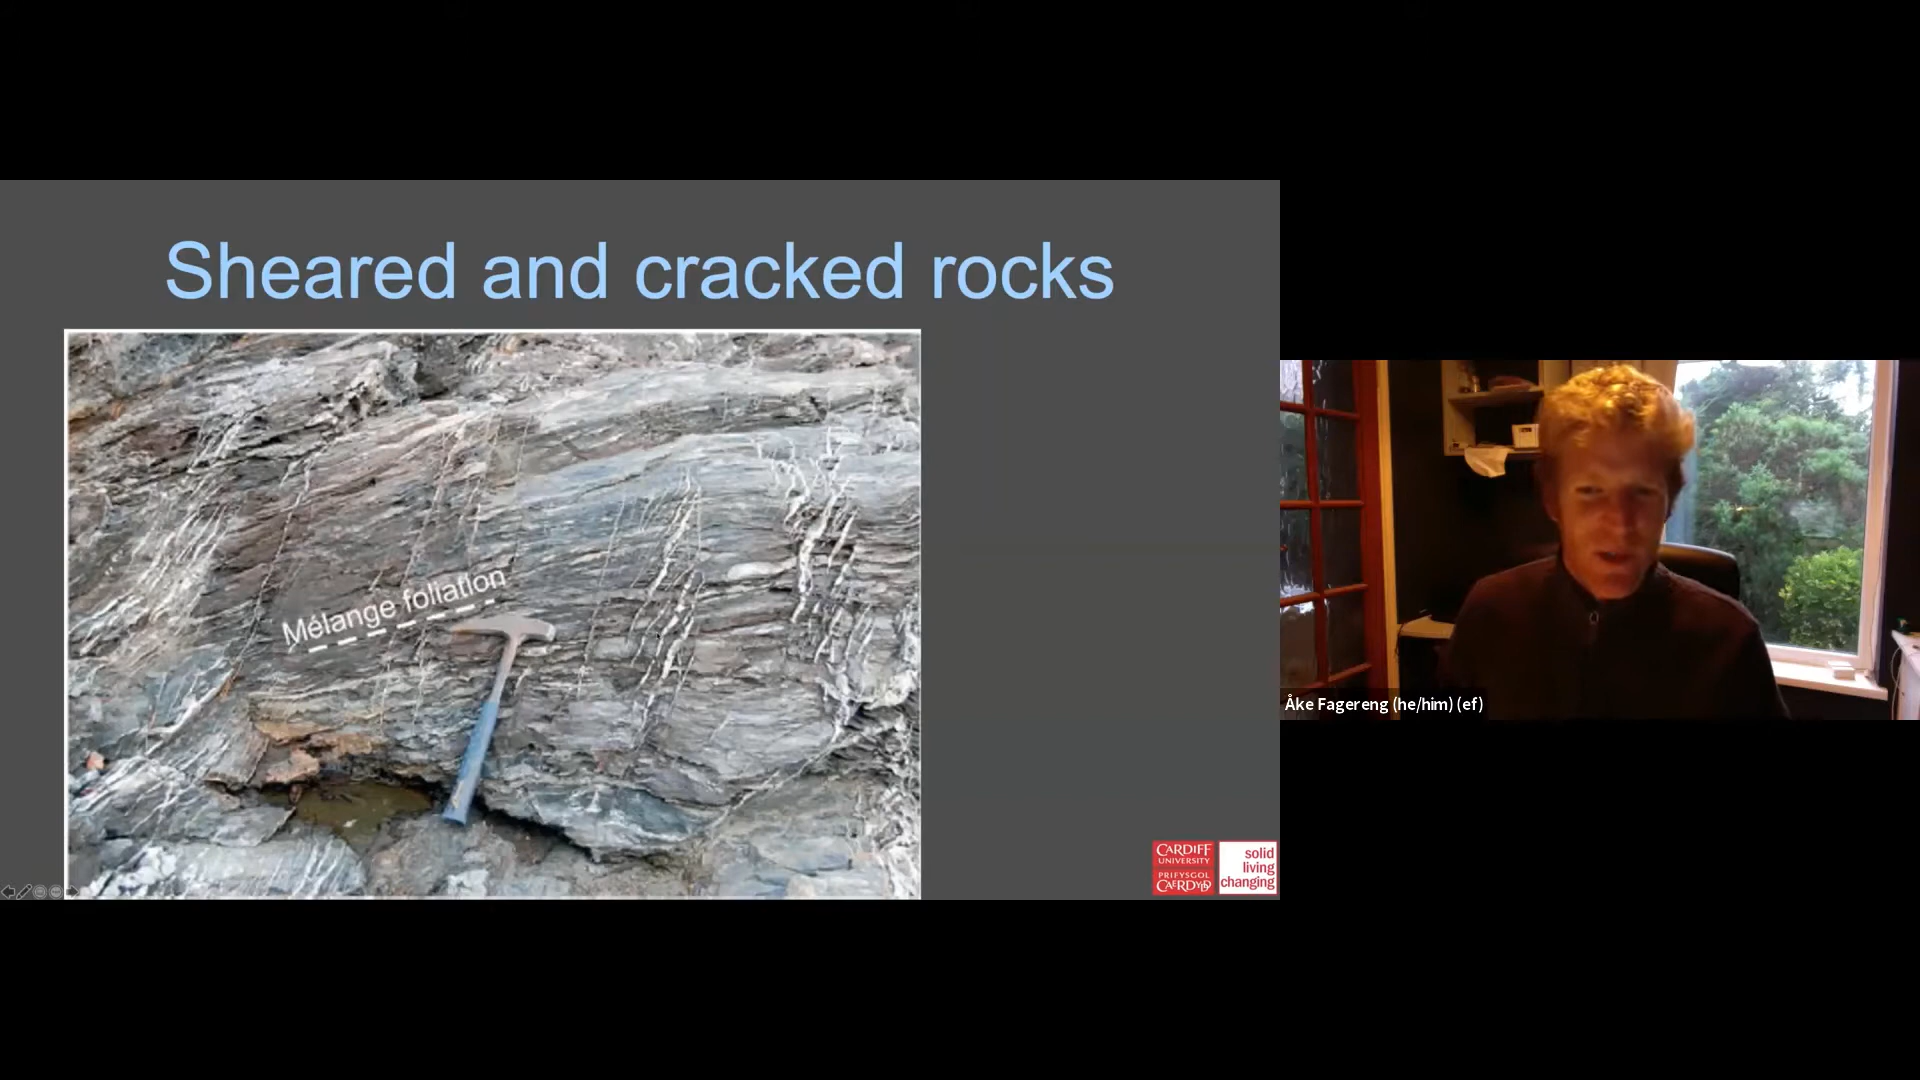 Sheared and cracked rocks
Mélange foliation
CARDIFF
UNIVERSITY
PRIFYSGOL
CAERDYDD
solid
living
changing
Åke Fagereng (he/him) (ef)